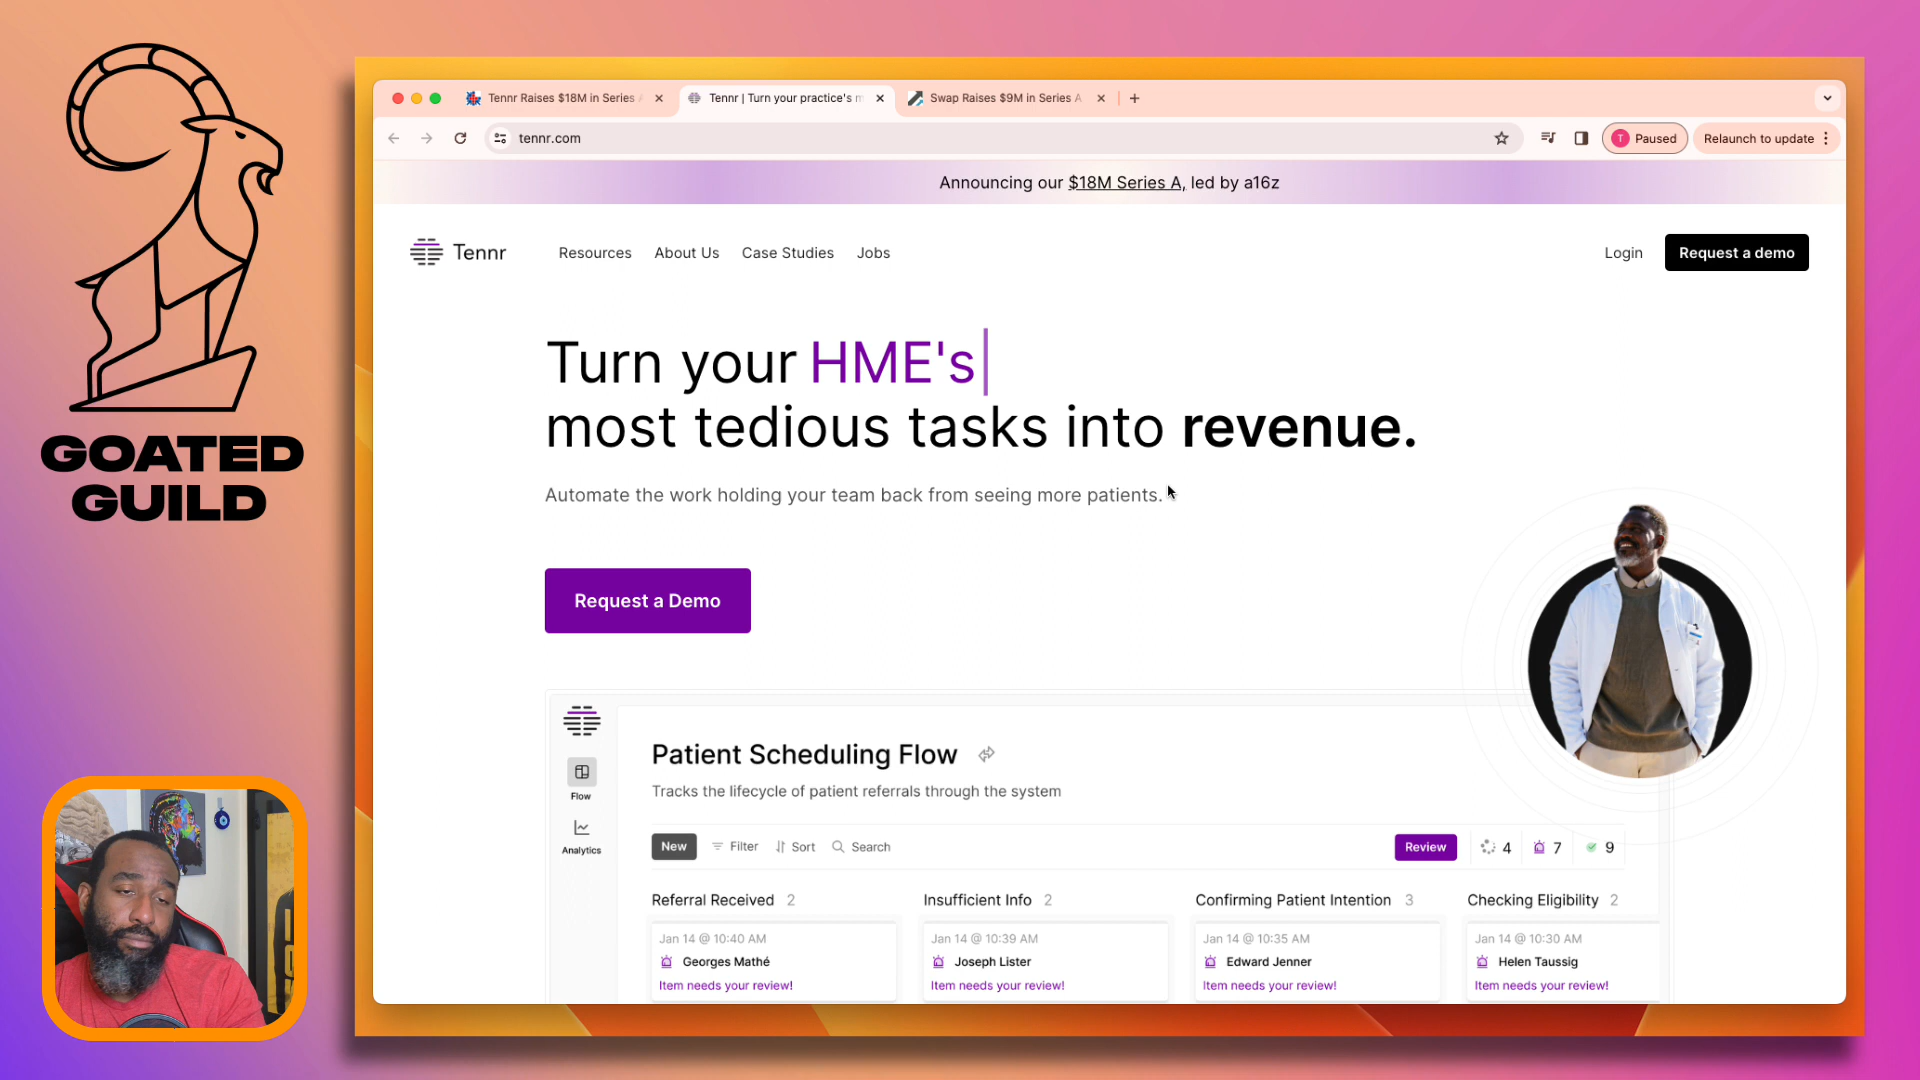 GOATED
GUILD
Tennr Raises $18M in Series
Tennr | Turn your practice's m
Swap Raises $9M in Series A
tennr.com
T Paused
Relaunch to update
Announcing our $18M Series A, led by a16z
Tennr
Resources
About Us
Case Studies
Jobs
Login
Request a demo
Turn your HME's
most tedious tasks into revenue.
Automate the work holding your team back from seeing more patients.
Request a Demo
Patient Scheduling Flow
Tracks the lifecycle of patient referrals through the system
Flow
Analytics
New
Filter
Sort
Search
Review
4
7
9
Referral Received 2
Insufficient Info 2
Confirming Patient Intention 3
Checking Eligibility 2
Jan 14 @ 10:40 AM
Georges Mathé
Item needs your review!
Jan 14 @ 10:39 AM
Joseph Lister
Item needs your review!
Jan 14 @ 10:35 AM
Edward Jenner
Item needs your review!
Jan 14 @ 10:30 AM
Helen Taussig
Item needs your review!